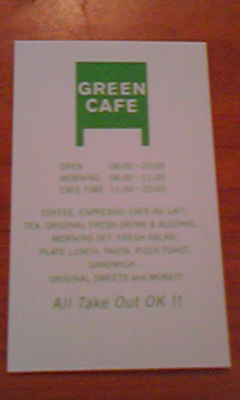 GREEN
CAFE
OPEN 08:00~20:00
MORNING 08:00~11:00
CAFE TIME 11:00~20:00
COFFEE, ESPRESSO, CAFE AU LAIT,
TEA, ORIGINAL FRESH DRINK & ALCOHOL...
MORNING SET, FRESH SALAD,
PLATE LUNCH, PASTA, PIZZA TOAST,
SANDWICH...
ORIGINAL SWEETS and MORE!!!
All Take Out OK !!